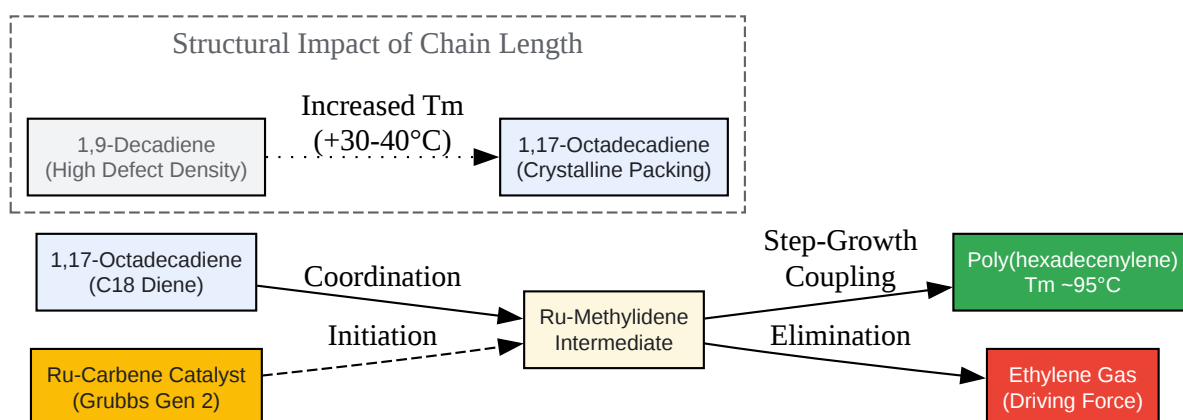 Structural Impact of Chain Length
1,9-Decadiene
(High Defect Density)
Increased Tm
(+30-40°C)
1,17-Octadecadiene
(Crystalline Packing)
1,17-Octadecadiene
(C18 Diene)
Coordination
Ru-Carbene Catalyst
(Grubbs Gen 2)
Initiation
Ru-Methylidene
Intermediate
Step-Growth
Coupling
Poly(hexadecenylene)
Tm ~95°C
Elimination
Ethylene Gas
(Driving Force)